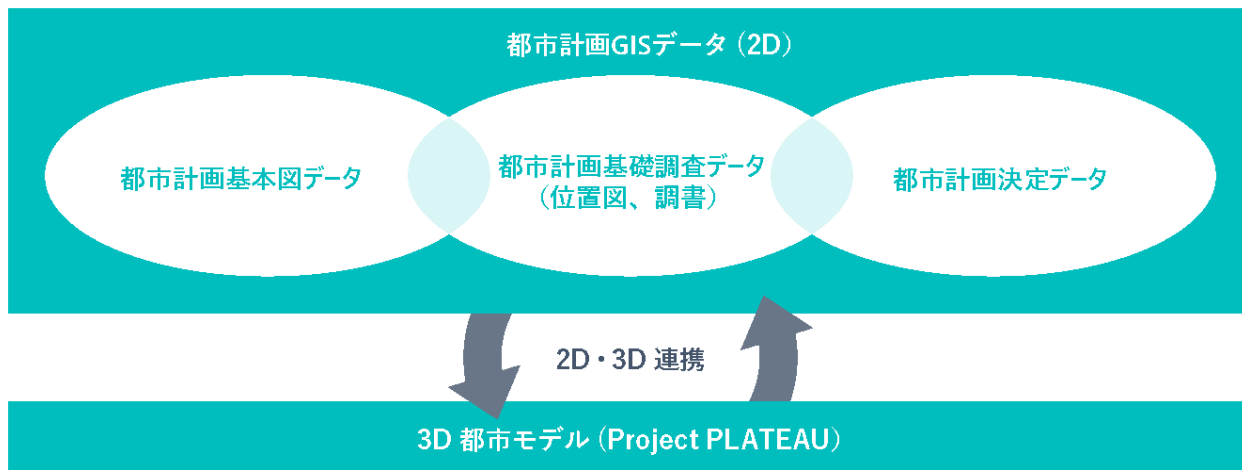 都市計画GISデータ（2D）
都市計画基本図データ
都市計画基礎調査データ
（位置図、調書）
都市計画決定データ
2D・3D 連携
3D 都市モデル（Project PLATEAU）